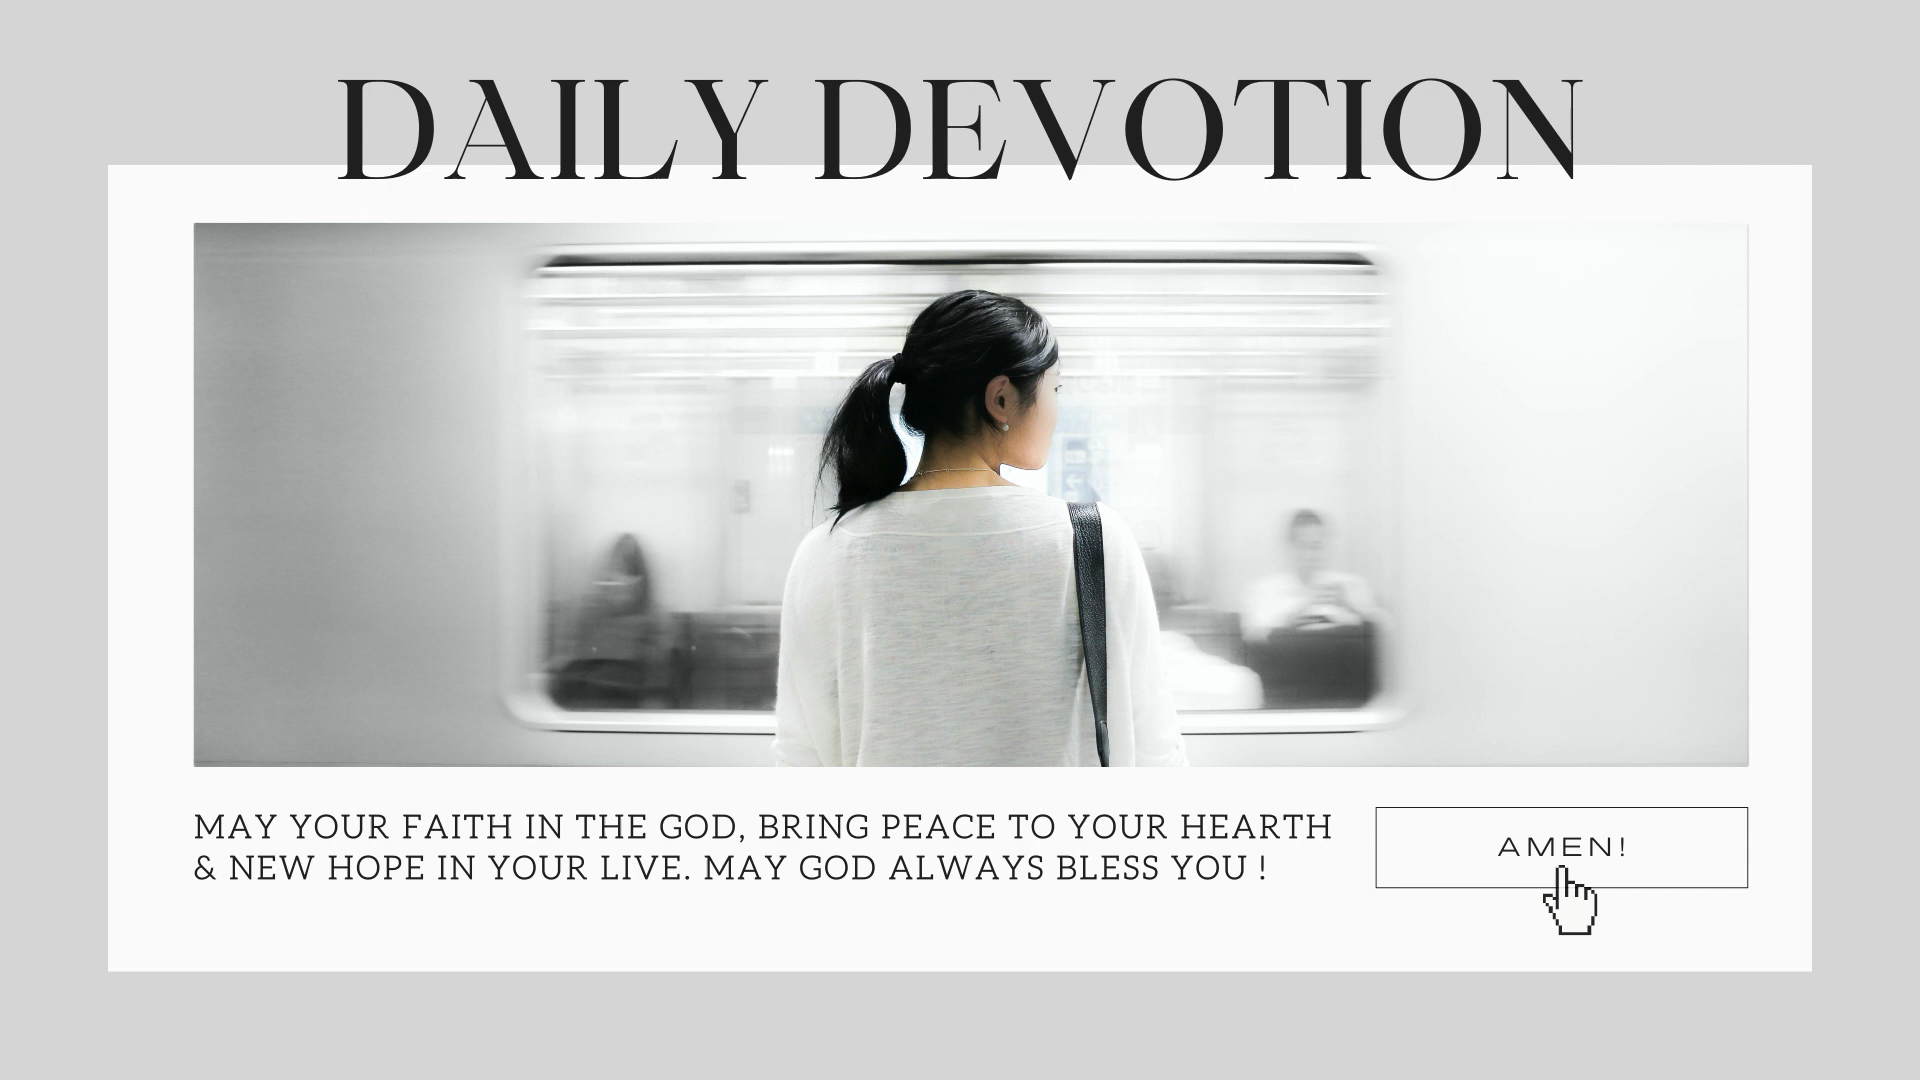 DAILY DEVOTION
MAY YOUR FAITH IN THE GOD, BRING PEACE TO YOUR HEARTH
& NEW HOPE IN YOUR LIVE. MAY GOD ALWAYS BLESS YOU !
AMEN!